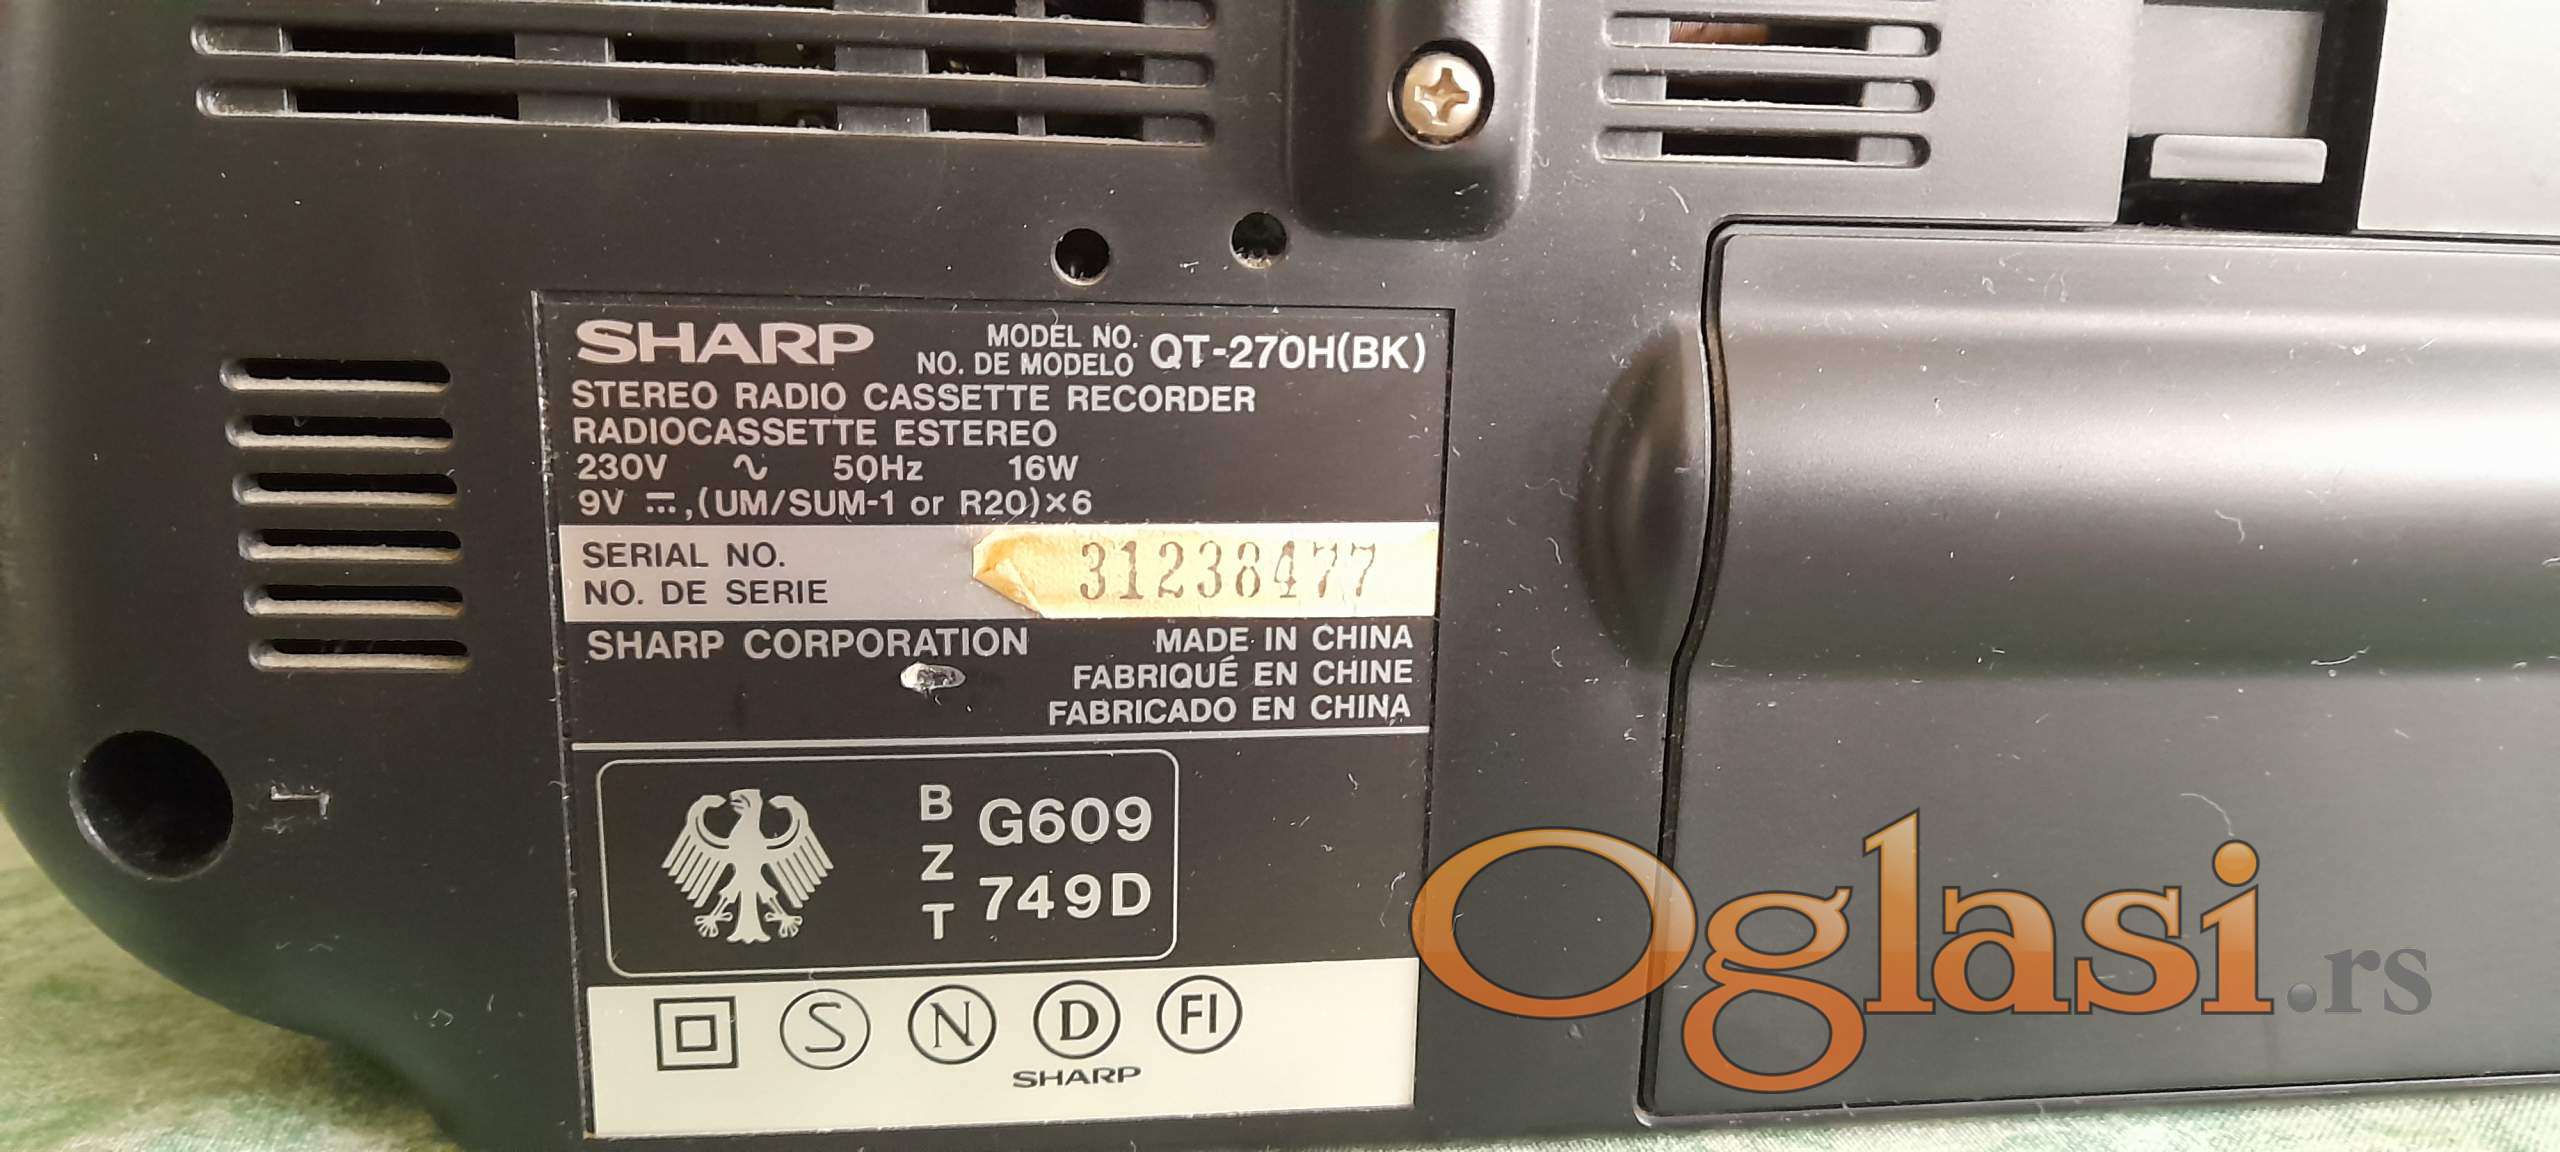 SHARP MODEL NO. QT-270H(BK)
NO. DE MODELO
STEREO RADIO CASSETTE RECORDER
RADIOCASSETTE ESTEREO
230V ∿ 50Hz 16W
9V ⎓,(UM/SUM-1 or R20)×6
SERIAL NO. 31238477
NO. DE SERIE
SHARP CORPORATION MADE IN CHINA
FABRIQUÉ EN CHINE
FABRICADO EN CHINA
BZT G609
749D
S N D FI
SHARP
Oglasi.rs